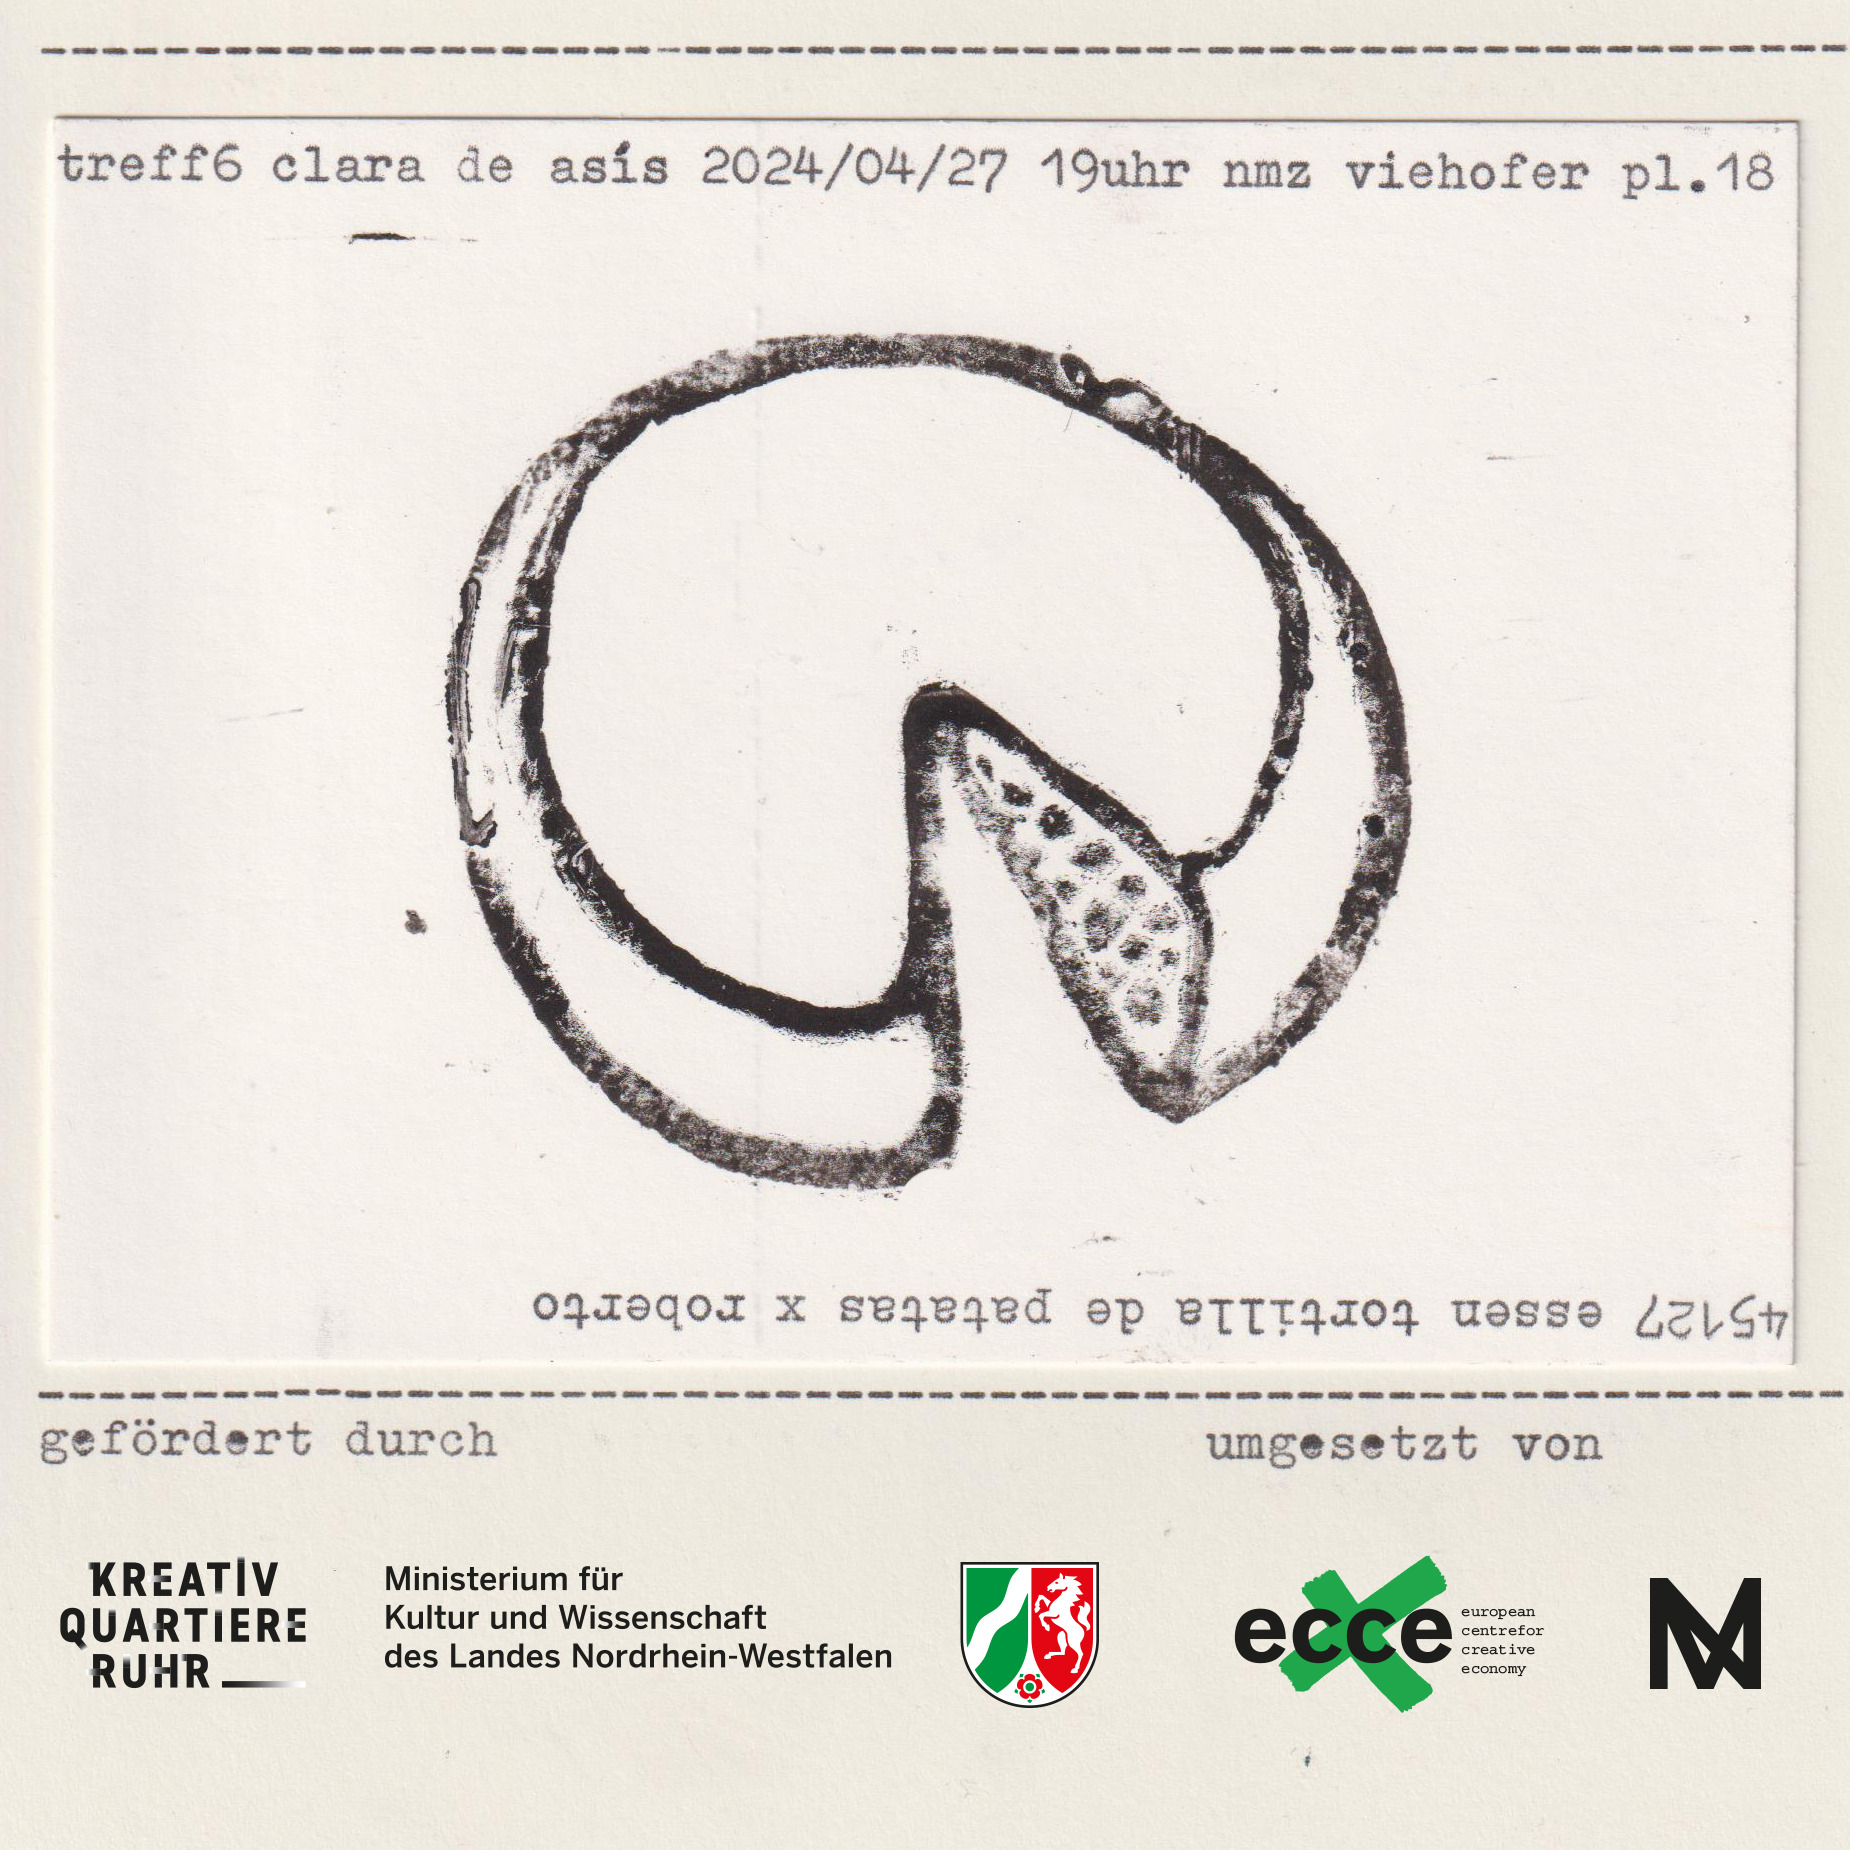 treff6 clara de asís 2024/04/27 19uhr nmz viehofer pl.18
45127 essen tortilla de patatas x roberto
gefördert durch
umgesetzt von
KREATIV
QUARTIERE
RUHR
Ministerium für
Kultur und Wissenschaft
des Landes Nordrhein-Westfalen
ecce
european
centrefor
creative
economy